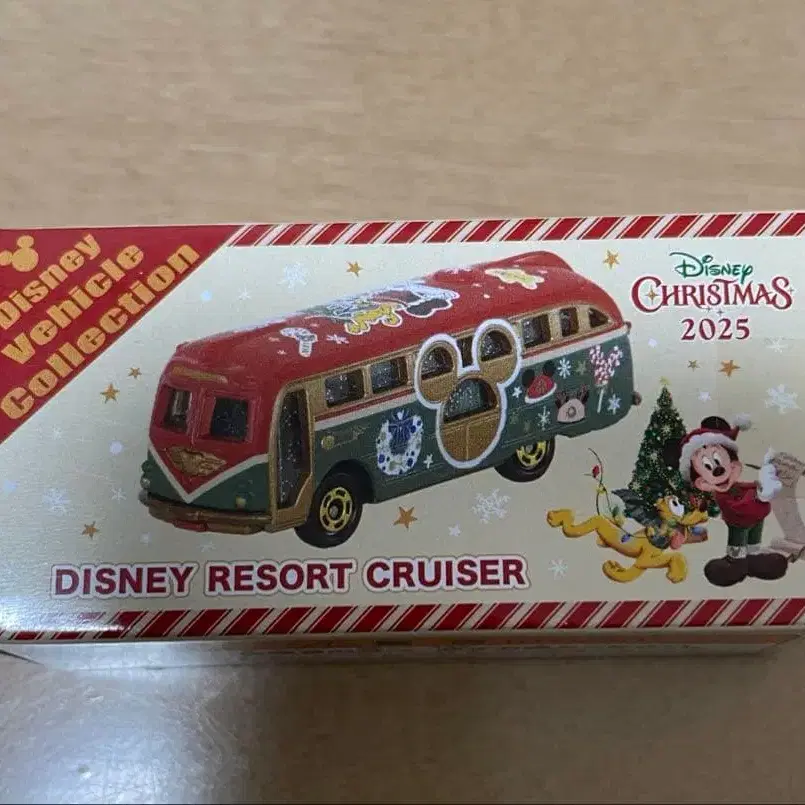 Disney
Vehicle
Collection
Disney
CHRISTMAS
2025
DISNEY RESORT CRUISER